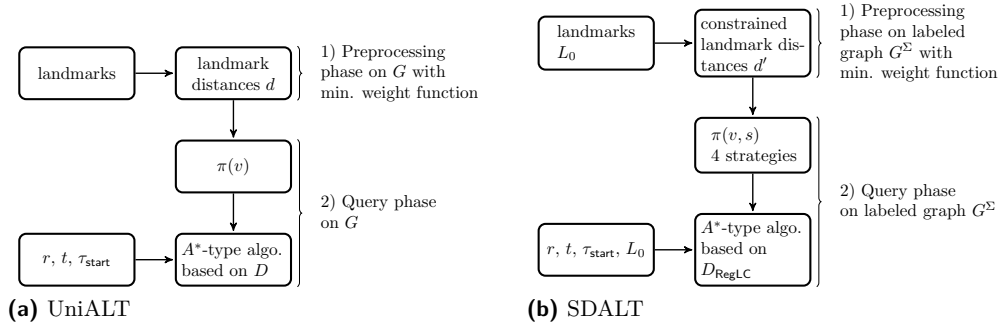 landmarks
landmark
distances d
1) Preprocessing
phase on G with
min. weight function
π(v)
2) Query phase
on G
r, t, τstart
A*-type algo.
based on D
(a) UniALT
landmarks
L0
constrained
landmark dis-
tances d′
1) Preprocessing
phase on labeled
graph GΣ with
min. weight function
π(v, s)
4 strategies
2) Query phase
on labeled graph GΣ
r, t, τstart, L0
A*-type algo.
based on
DRegLC
(b) SDALT